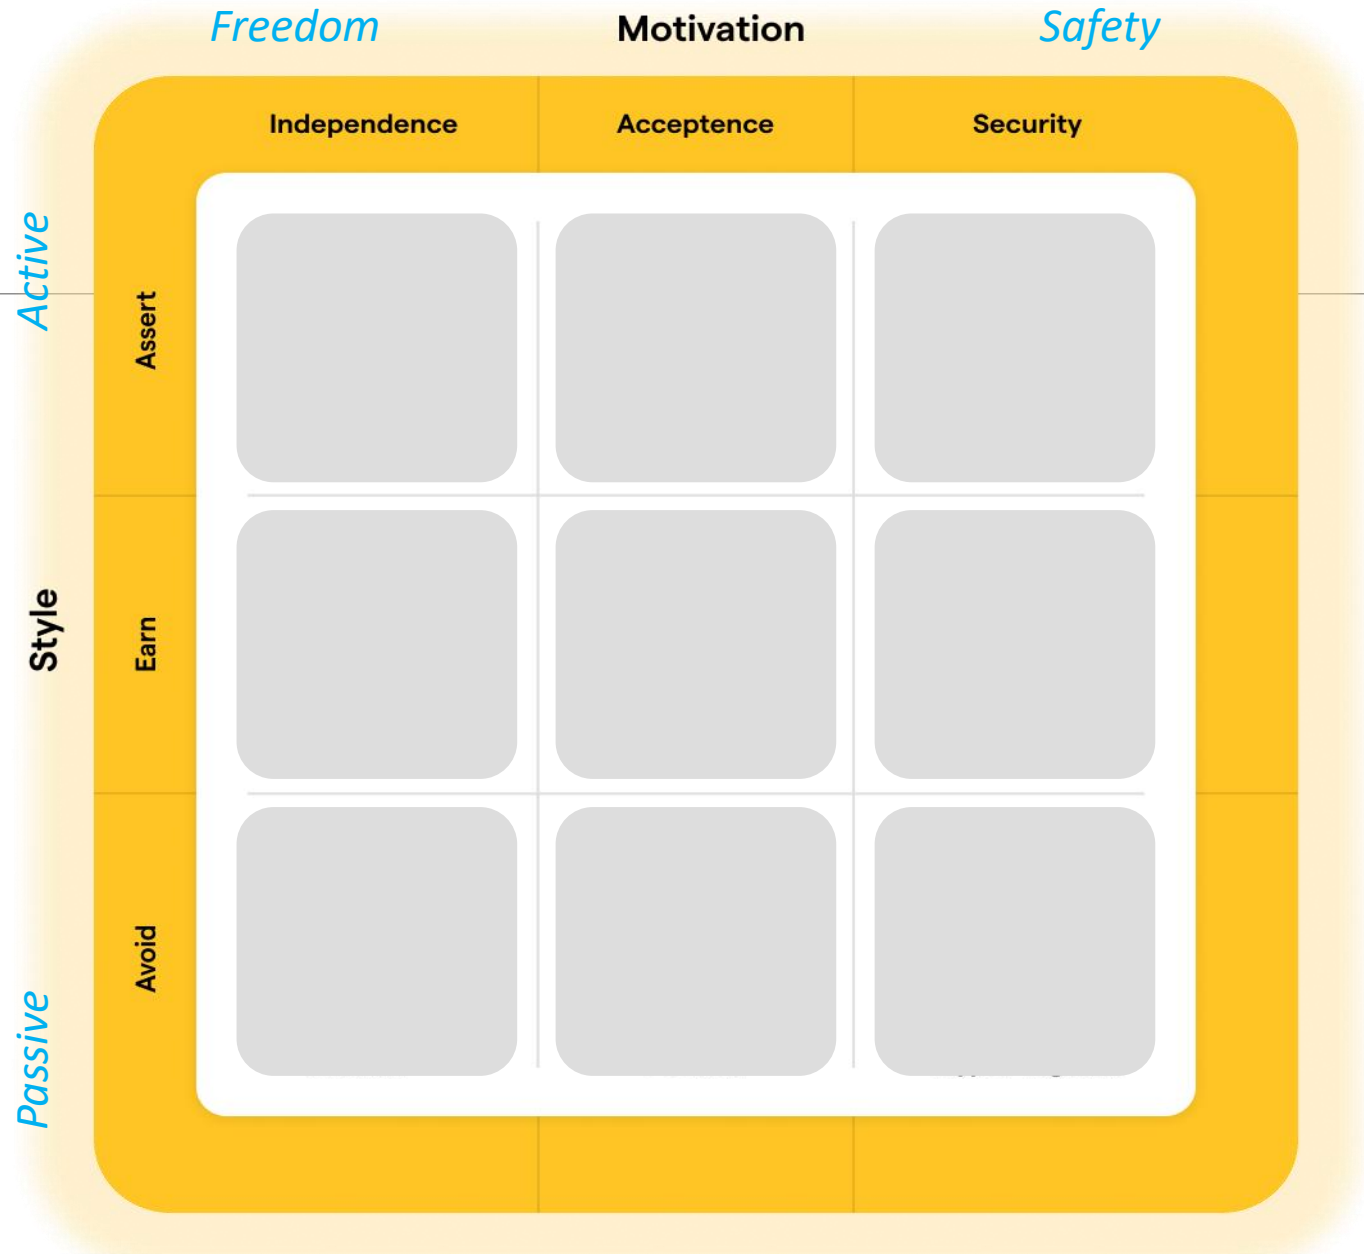 Freedom
Motivation
Safety
Independence
Acceptence
Security
Active
Assert
Style
Earn
Avoid
Passive